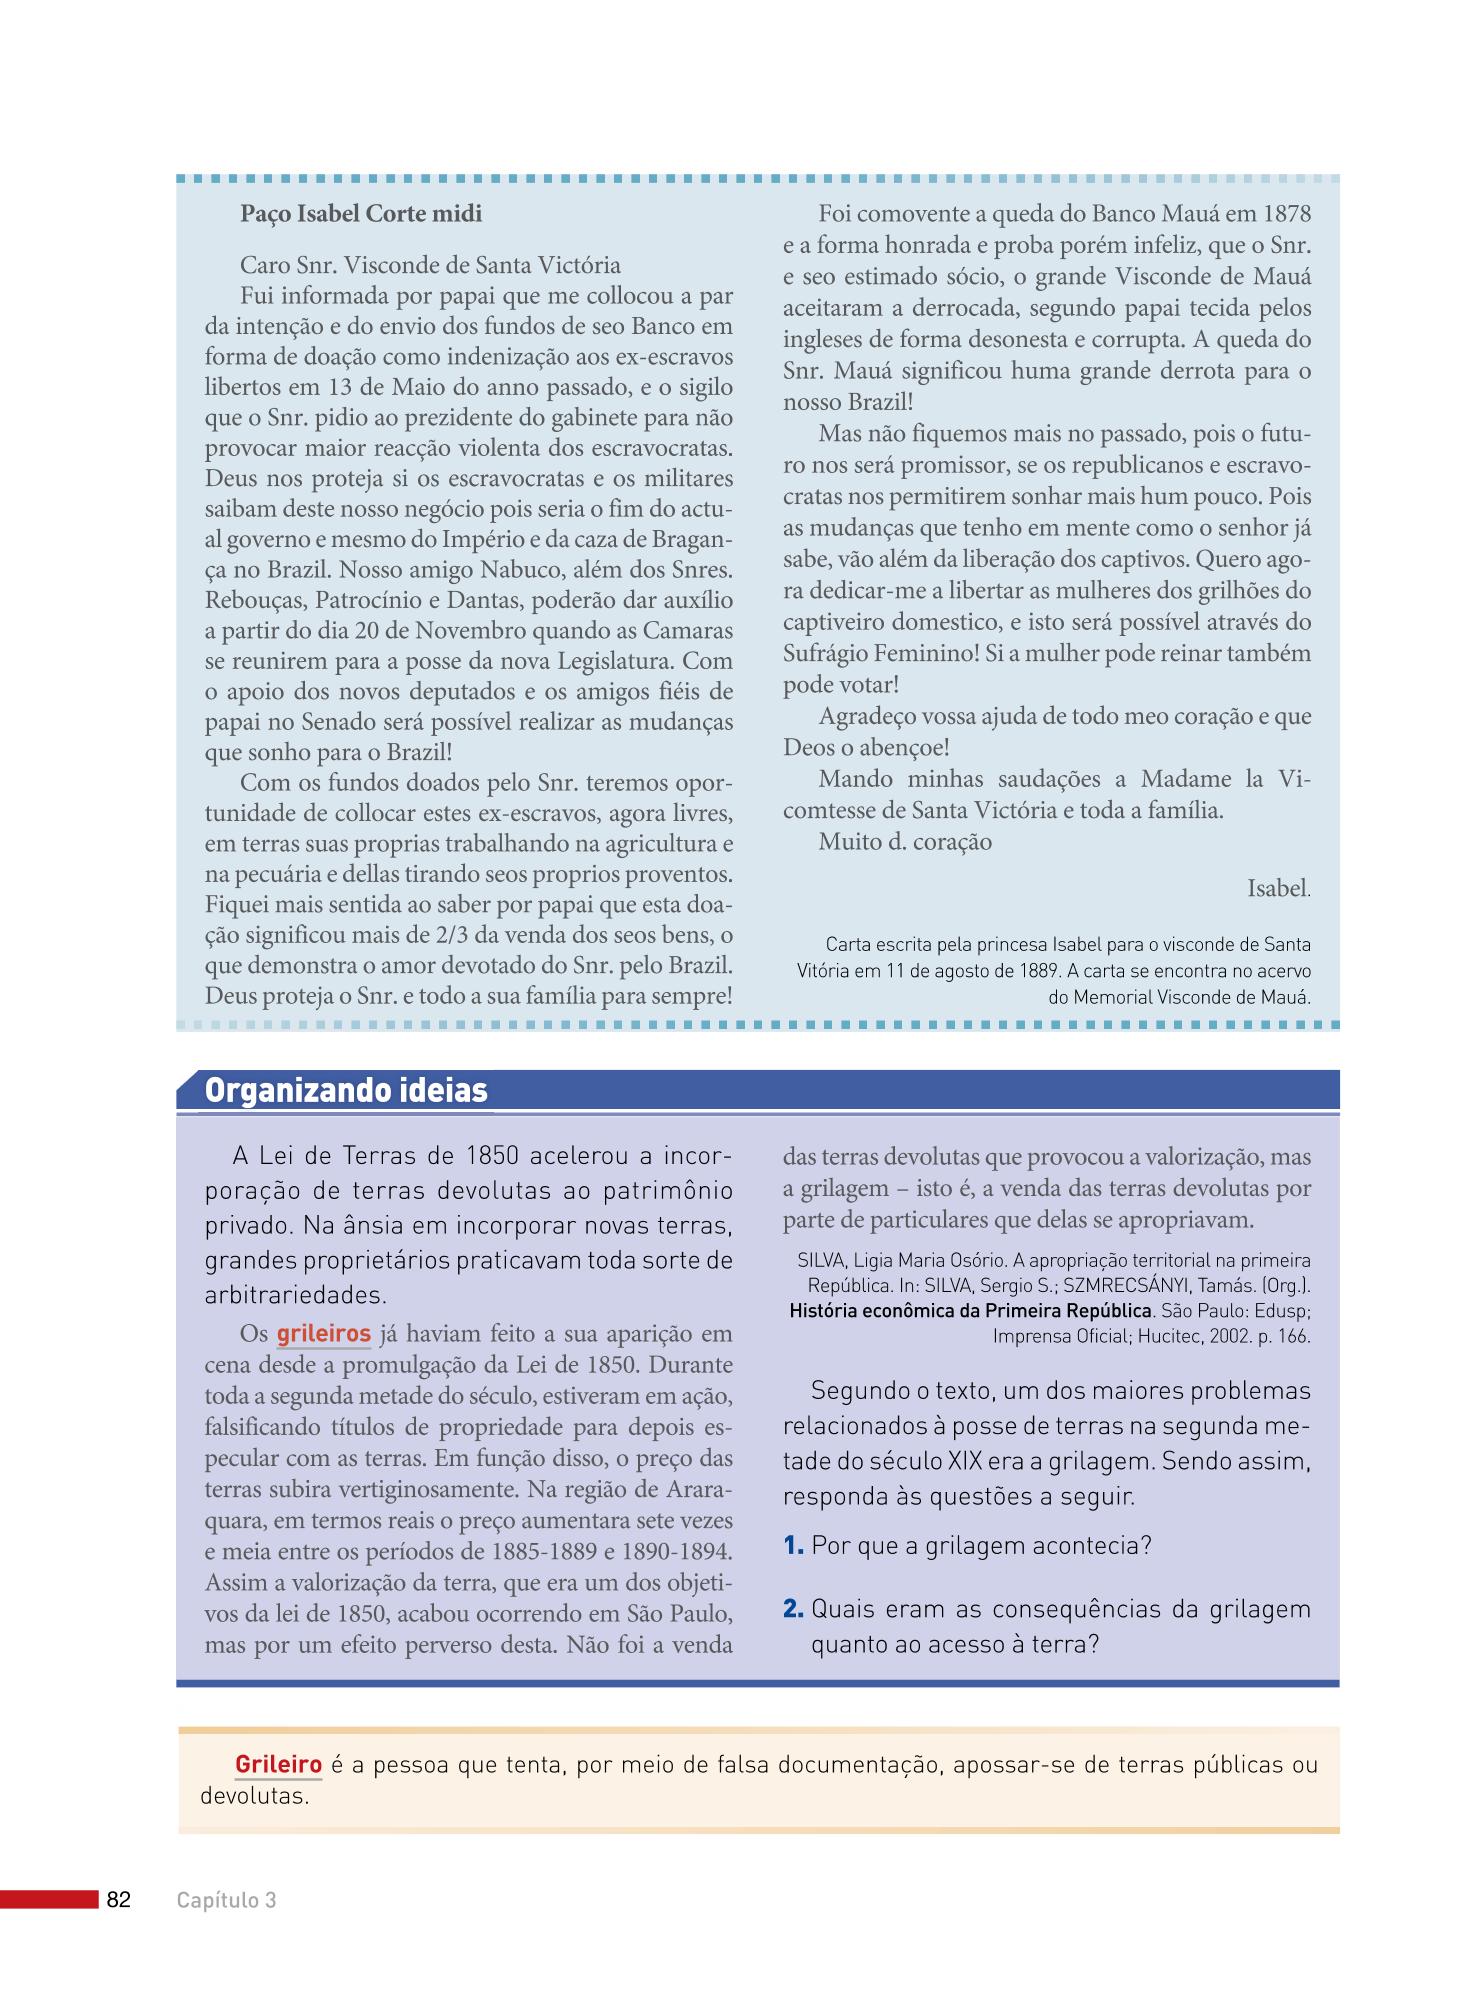 Paço Isabel Corte midi
Caro Snr. Visconde de Santa Victória
Fui informada por papai que me collocou a par
da intenção e do envio dos fundos de seo Banco em
forma de doação como indenização aos ex-escravos
libertos em 13 de Maio do anno passado, e o sigilo
que o Snr. pidio ao prezidente do gabinete para não
provocar maior reacção violenta dos escravocratas.
Deus nos proteja si os escravocratas e os militares
saibam deste nosso negócio pois seria o fim do actu-
al governo e mesmo do Império e da caza de Bragan-
ça no Brazil. Nosso amigo Nabuco, além dos Snres.
Rebouças, Patrocínio e Dantas, poderão dar auxílio
a partir do dia 20 de Novembro quando as Camaras
se reunirem para a posse da nova Legislatura. Com
o apoio dos novos deputados e os amigos fiéis de
papai no Senado será possível realizar as mudanças
que sonho para o Brazil!
Com os fundos doados pelo Snr. teremos opor-
tunidade de collocar estes ex-escravos, agora livres,
em terras suas proprias trabalhando na agricultura e
na pecuária e dellas tirando seos proprios proventos.
Fiquei mais sentida ao saber por papai que esta doa-
ção significou mais de 2/3 da venda dos seos bens, o
que demonstra o amor devotado do Snr. pelo Brazil.
Deus proteja o Snr. e todo a sua família para sempre!
Foi comovente a queda do Banco Mauá em 1878
e a forma honrada e proba porém infeliz, que o Snr.
e seo estimado sócio, o grande Visconde de Mauá
aceitaram a derrocada, segundo papai tecida pelos
ingleses de forma desonesta e corrupta. A queda do
Snr. Mauá significou huma grande derrota para o
nosso Brazil!
Mas não fiquemos mais no passado, pois o futu-
ro nos será promissor, se os republicanos e escravo-
cratas nos permitirem sonhar mais hum pouco. Pois
as mudanças que tenho em mente como o senhor já
sabe, vão além da liberação dos captivos. Quero ago-
ra dedicar-me a libertar as mulheres dos grilhões do
captiveiro domestico, e isto será possível através do
Sufrágio Feminino! Si a mulher pode reinar também
pode votar!
Agradeço vossa ajuda de todo meo coração e que
Deos o abençoe!
Mando minhas saudações a Madame la Vi-
comtesse de Santa Victória e toda a família.
Muito d. coração
Isabel.
Carta escrita pela princesa Isabel para o visconde de Santa
Vitória em 11 de agosto de 1889. A carta se encontra no acervo
do Memorial Visconde de Mauá.
Organizando ideias
A Lei de Terras de 1850 acelerou a incor-
poração de terras devolutas ao patrimônio
privado. Na ânsia em incorporar novas terras,
grandes proprietários praticavam toda sorte de
arbitrariedades.
Os grileiros já haviam feito a sua aparição em
cena desde a promulgação da Lei de 1850. Durante
toda a segunda metade do século, estiveram em ação,
falsificando títulos de propriedade para depois es-
pecular com as terras. Em função disso, o preço das
terras subira vertiginosamente. Na região de Arara-
quara, em termos reais o preço aumentara sete vezes
e meia entre os períodos de 1885-1889 e 1890-1894.
Assim a valorização da terra, que era um dos objeti-
vos da lei de 1850, acabou ocorrendo em São Paulo,
mas por um efeito perverso desta. Não foi a venda
das terras devolutas que provocou a valorização, mas
a grilagem – isto é, a venda das terras devolutas por
parte de particulares que delas se apropriavam.
SILVA, Ligia Maria Osório. A apropriação territorial na primeira
República. In: SILVA, Sergio S.; SZMRECSÁNYI, Tamás. (Org.).
História econômica da Primeira República. São Paulo: Edusp;
Imprensa Oficial; Hucitec, 2002. p. 166.
Segundo o texto, um dos maiores problemas
relacionados à posse de terras na segunda me-
tade do século XIX era a grilagem. Sendo assim,
responda às questões a seguir.
1. Por que a grilagem acontecia?
2. Quais eram as consequências da grilagem
quanto ao acesso à terra?
Grileiro é a pessoa que tenta, por meio de falsa documentação, apossar-se de terras públicas ou
devolutas.
82 Capítulo 3